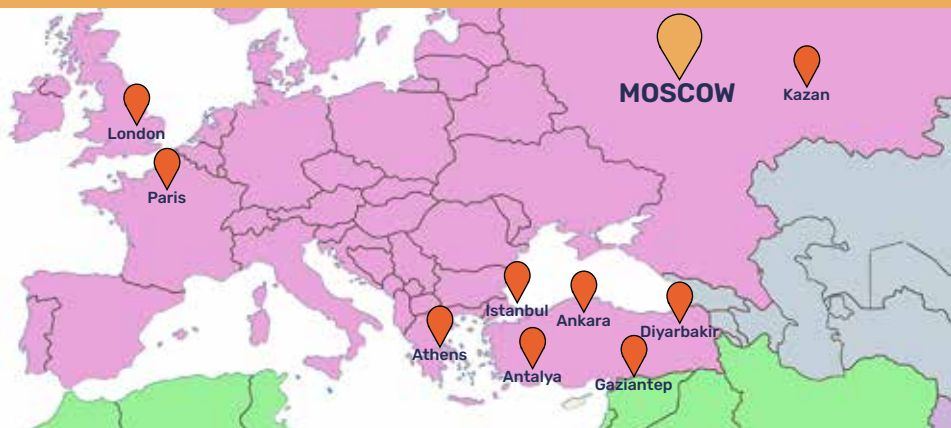 MOSCOW
Kazan
London
Paris
Istanbul
Ankara
Diyarbakir
Athens
Antalya
Gaziantep